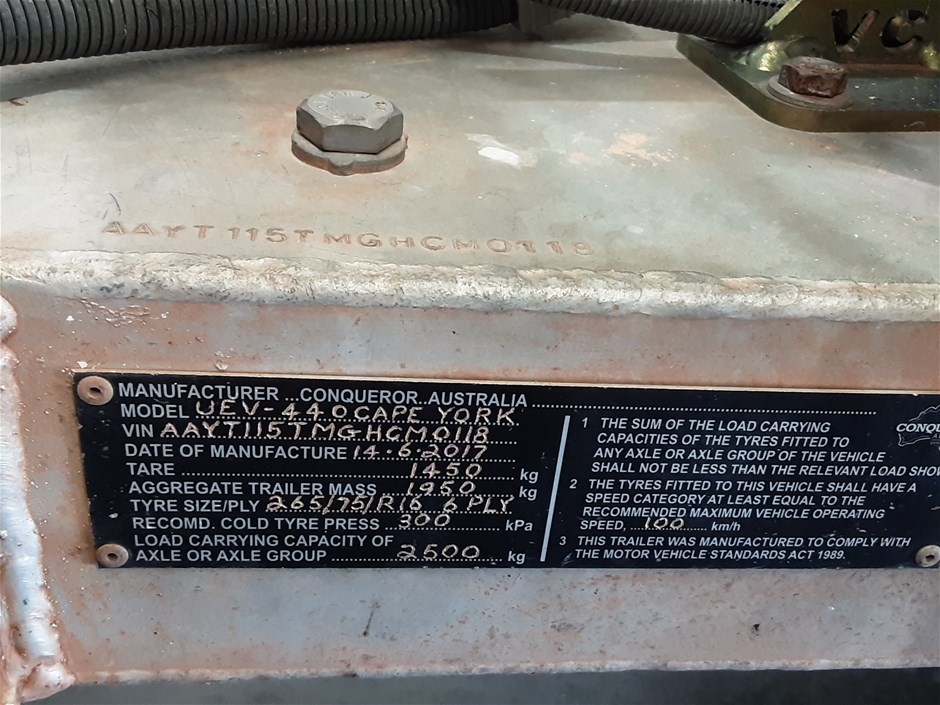 VC
AAYT115TMGHCM0118
MANUFACTURER ...CONQUEROR..AUSTRALIA
MODEL UEV-440 CAPE YORK
VIN AAYT115TMGHCM0118
DATE OF MANUFACTURE 14.6.2017
TARE 1450 kg
AGGREGATE TRAILER MASS 1950 kg
TYRE SIZE/PLY 265/75/R16 6 PLY
RECOMD. COLD TYRE PRESS 300 kPa
LOAD CARRYING CAPACITY OF
AXLE OR AXLE GROUP 2500 kg
1 THE SUM OF THE LOAD CARRYING
CAPACITIES OF THE TYRES FITTED TO
ANY AXLE OR AXLE GROUP OF THE VEHICLE
SHALL NOT BE LESS THAN THE RELEVANT LOAD
2 THE TYRES FITTED TO THIS VEHICLE SHALL HAVE A
SPEED CATEGORY AT LEAST EQUAL TO THE
RECOMMENDED MAXIMUM VEHICLE OPERATING
SPEED, 100 km/h
3 THIS TRAILER WAS MANUFACTURED TO COMPLY WITH
THE MOTOR VEHICLE STANDARDS ACT 1989.